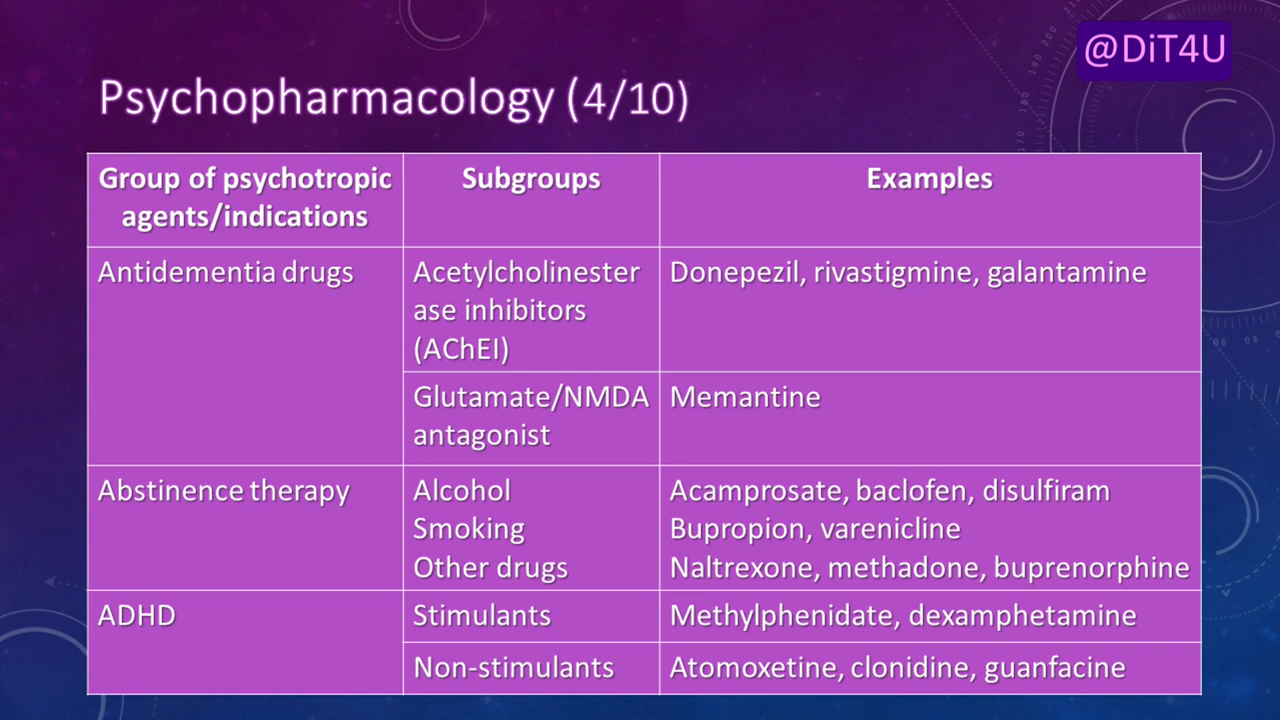 @DiT4U
Psychopharmacology (4/10)
Group of psychotropic
agents/indications
Subgroups
Examples
Antidementia drugs
Acetylcholinester
ase inhibitors
(AChEI)
Donepezil, rivastigmine, galantamine
Glutamate/NMDA
antagonist
Memantine
Abstinence therapy
Alcohol
Smoking
Other drugs
Acamprosate, baclofen, disulfiram
Bupropion, varenicline
Naltrexone, methadone, buprenorphine
ADHD
Stimulants
Methylphenidate, dexamphetamine
Non-stimulants
Atomoxetine, clonidine, guanfacine